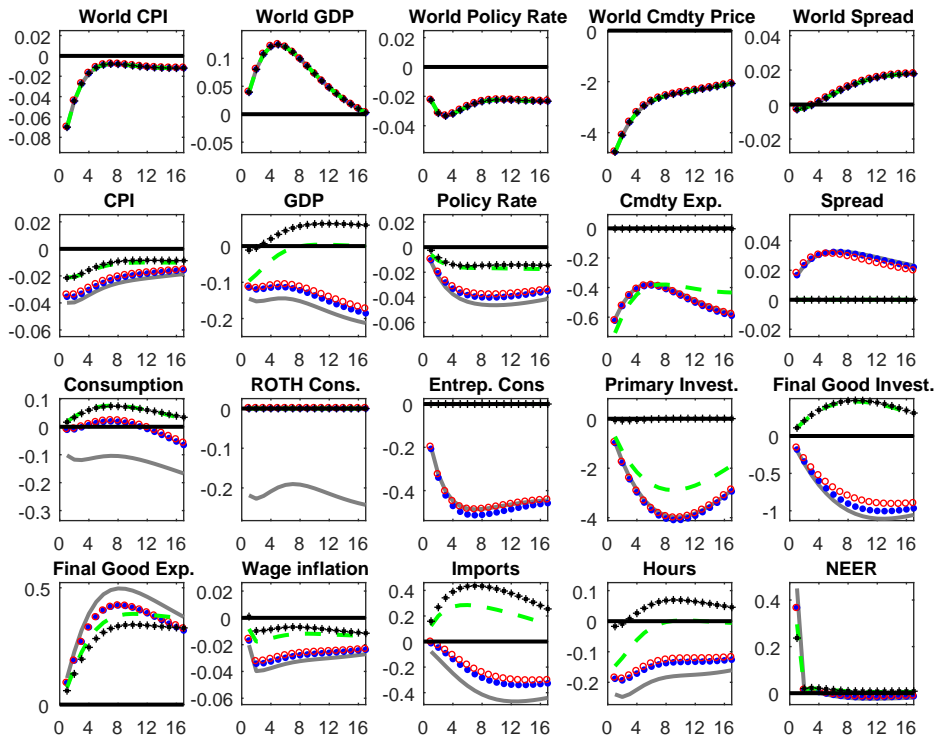 World CPI World GDP World Policy Rate World Cmdty Price World Spread
0.02 0 -0.02 -0.04 -0.06 -0.08 0 4 8 12 16
0.1 0.05 0 -0.05 0 4 8 12 16
0.02 0 -0.02 -0.04 0 4 8 12 16
0 -2 -4 0 4 8 12 16
0.04 0.02 0 -0.02 0 4 8 12 16
CPI GDP Policy Rate Cmdty Exp. Spread
0.02 0 -0.02 -0.04 -0.06 0 4 8 12 16
0.1 0 -0.1 -0.2 0 4 8 12 16
0.02 0 -0.02 -0.04 -0.06 0 4 8 12 16
0 -0.2 -0.4 -0.6 0 4 8 12 16
0.04 0.02 0 -0.02 0 4 8 12 16
Consumption ROTH Cons. Entrep. Cons Primary Invest. Final Good Invest.
0.1 0 -0.1 -0.2 -0.3 0 4 8 12 16
0 -0.1 -0.2 0 4 8 12 16
0 -0.2 -0.4 0 4 8 12 16
0 -2 -4 0 4 8 12 16
0.5 0 -0.5 -1 0 4 8 12 16
Final Good Exp. Wage inflation Imports Hours NEER
0.5 0 0 4 8 12 16
0.02 0 -0.02 -0.04 -0.06 0 4 8 12 16
0.4 0.2 0 -0.2 -0.4 0 4 8 12 16
0.1 0 -0.1 -0.2 0 4 8 12 16
0.4 0.2 0 0 4 8 12 16